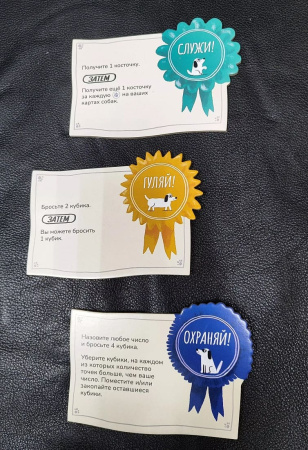 СЛУЖИ!
Получите 1 косточку.
ЗАТЕМ
Получите ещё 1 косточку
за каждую на ваших
картах собак.
ГУЛЯЙ!
Бросьте 2 кубика.
ЗАТЕМ
Вы можете бросить
1 кубик.
ОХРАНЯЙ!
Назовите любое число
и бросьте 4 кубика.
Уберите кубики, на каждом
из которых количество
точек больше, чем ваше
число. Поместите и/или
закопайте оставшиеся
кубики.